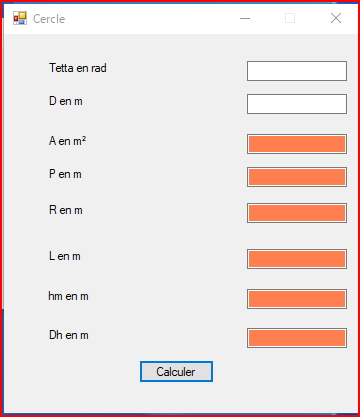 Cercle
Tetta en rad
D en m
A en m²
P en m
R en m
L en m
hm en m
Dh en m
Calculer